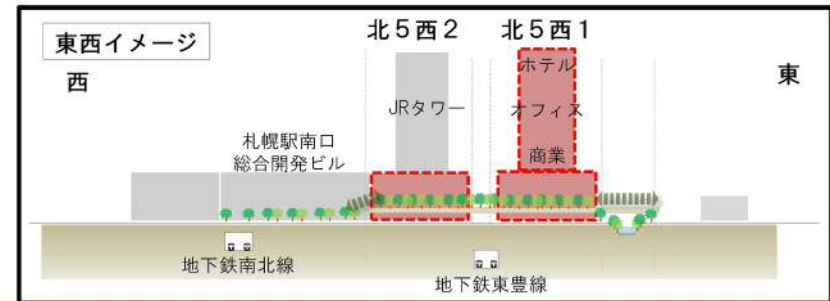 東西イメージ
北５西２
北５西１
西
東
ホテル
JRタワー
オフィス
商業
札幌駅南口
総合開発ビル
地下鉄南北線
地下鉄東豊線